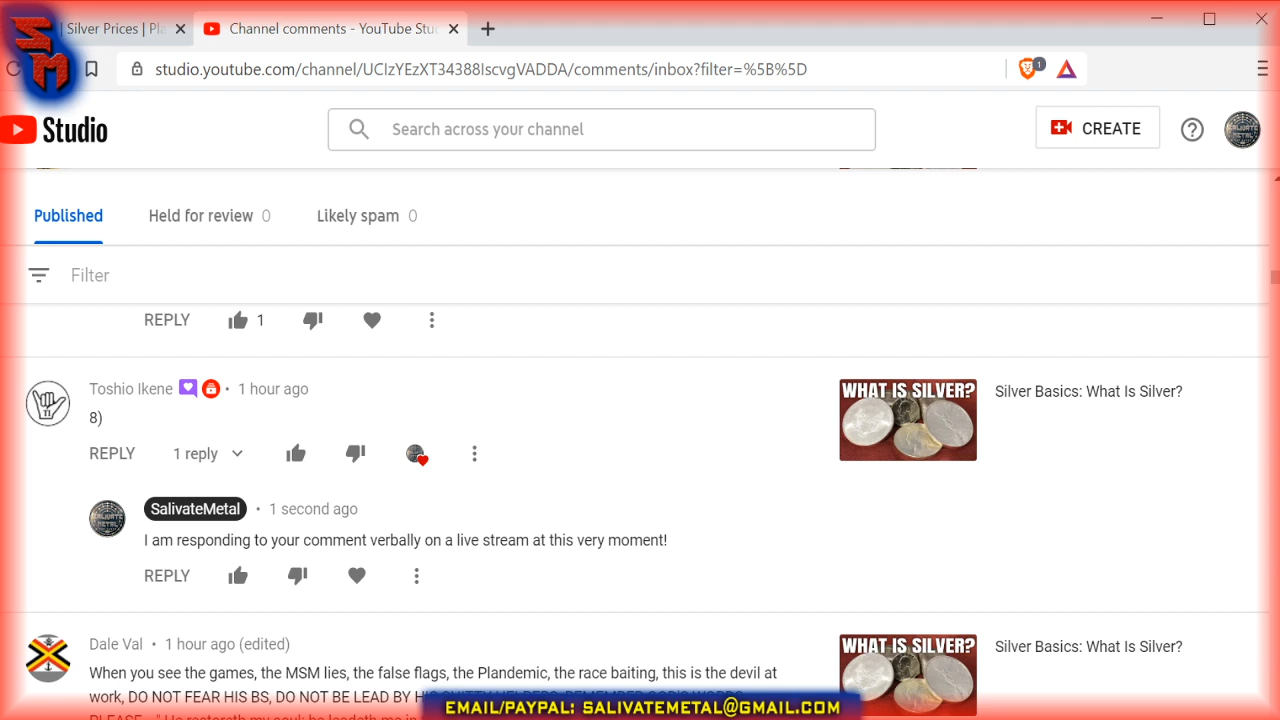 SM
| Silver Prices | Pla
Channel comments - YouTube Stu
studio.youtube.com/channel/UClzYEzXT34388IscvgVADDA/comments/inbox?filter=%5B%5D
1
Studio
Search across your channel
CREATE
Published
Held for review 0
Likely spam 0
Filter
REPLY
1
Toshio Ikene • 1 hour ago
8)
REPLY
1 reply
WHAT IS SILVER?
Silver Basics: What Is Silver?
SalivateMetal • 1 second ago
I am responding to your comment verbally on a live stream at this very moment!
REPLY
Dale Val • 1 hour ago (edited)
When you see the games, the MSM lies, the false flags, the Plandemic, the race baiting, this is the devil at
work, DO NOT FEAR HIS BS, DO NOT BE LEAD BY
WHAT IS SILVER?
Silver Basics: What Is Silver?
EMAIL/PAYPAL: SALIVATEMETAL@GMAIL.COM